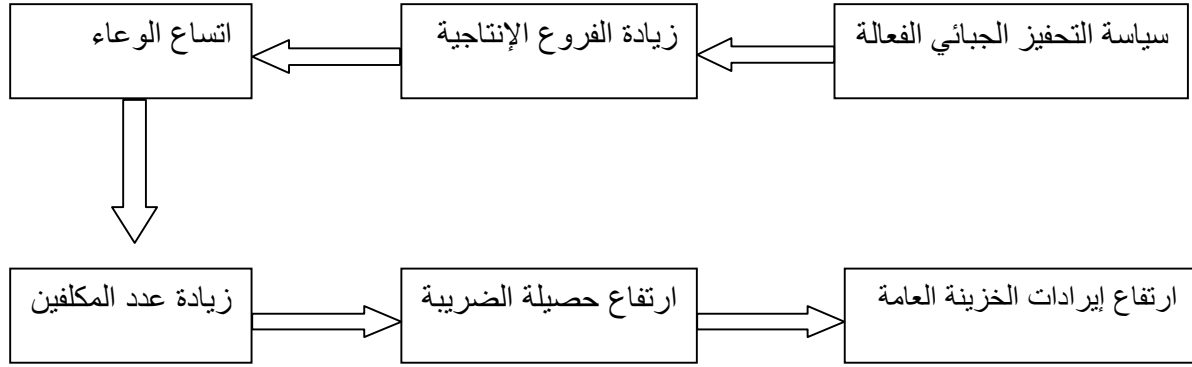 سياسة التحفيز الجبائي الفعالة
زيادة الفروع الإنتاجية
اتساع الوعاء
زيادة عدد المكلفين
ارتفاع حصيلة الضريبة
ارتفاع إيرادات الخزينة العامة